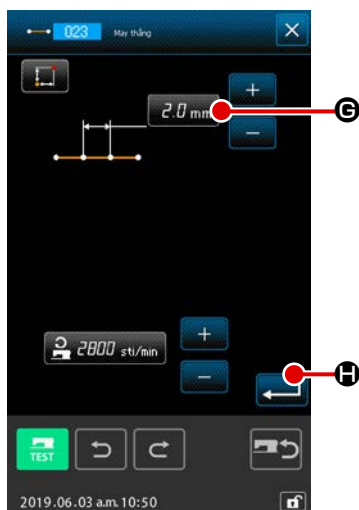 023 May thẳng
2.0 mm
G
2800 sti/min
H
TEST
2019.06.03 a.m. 10:50